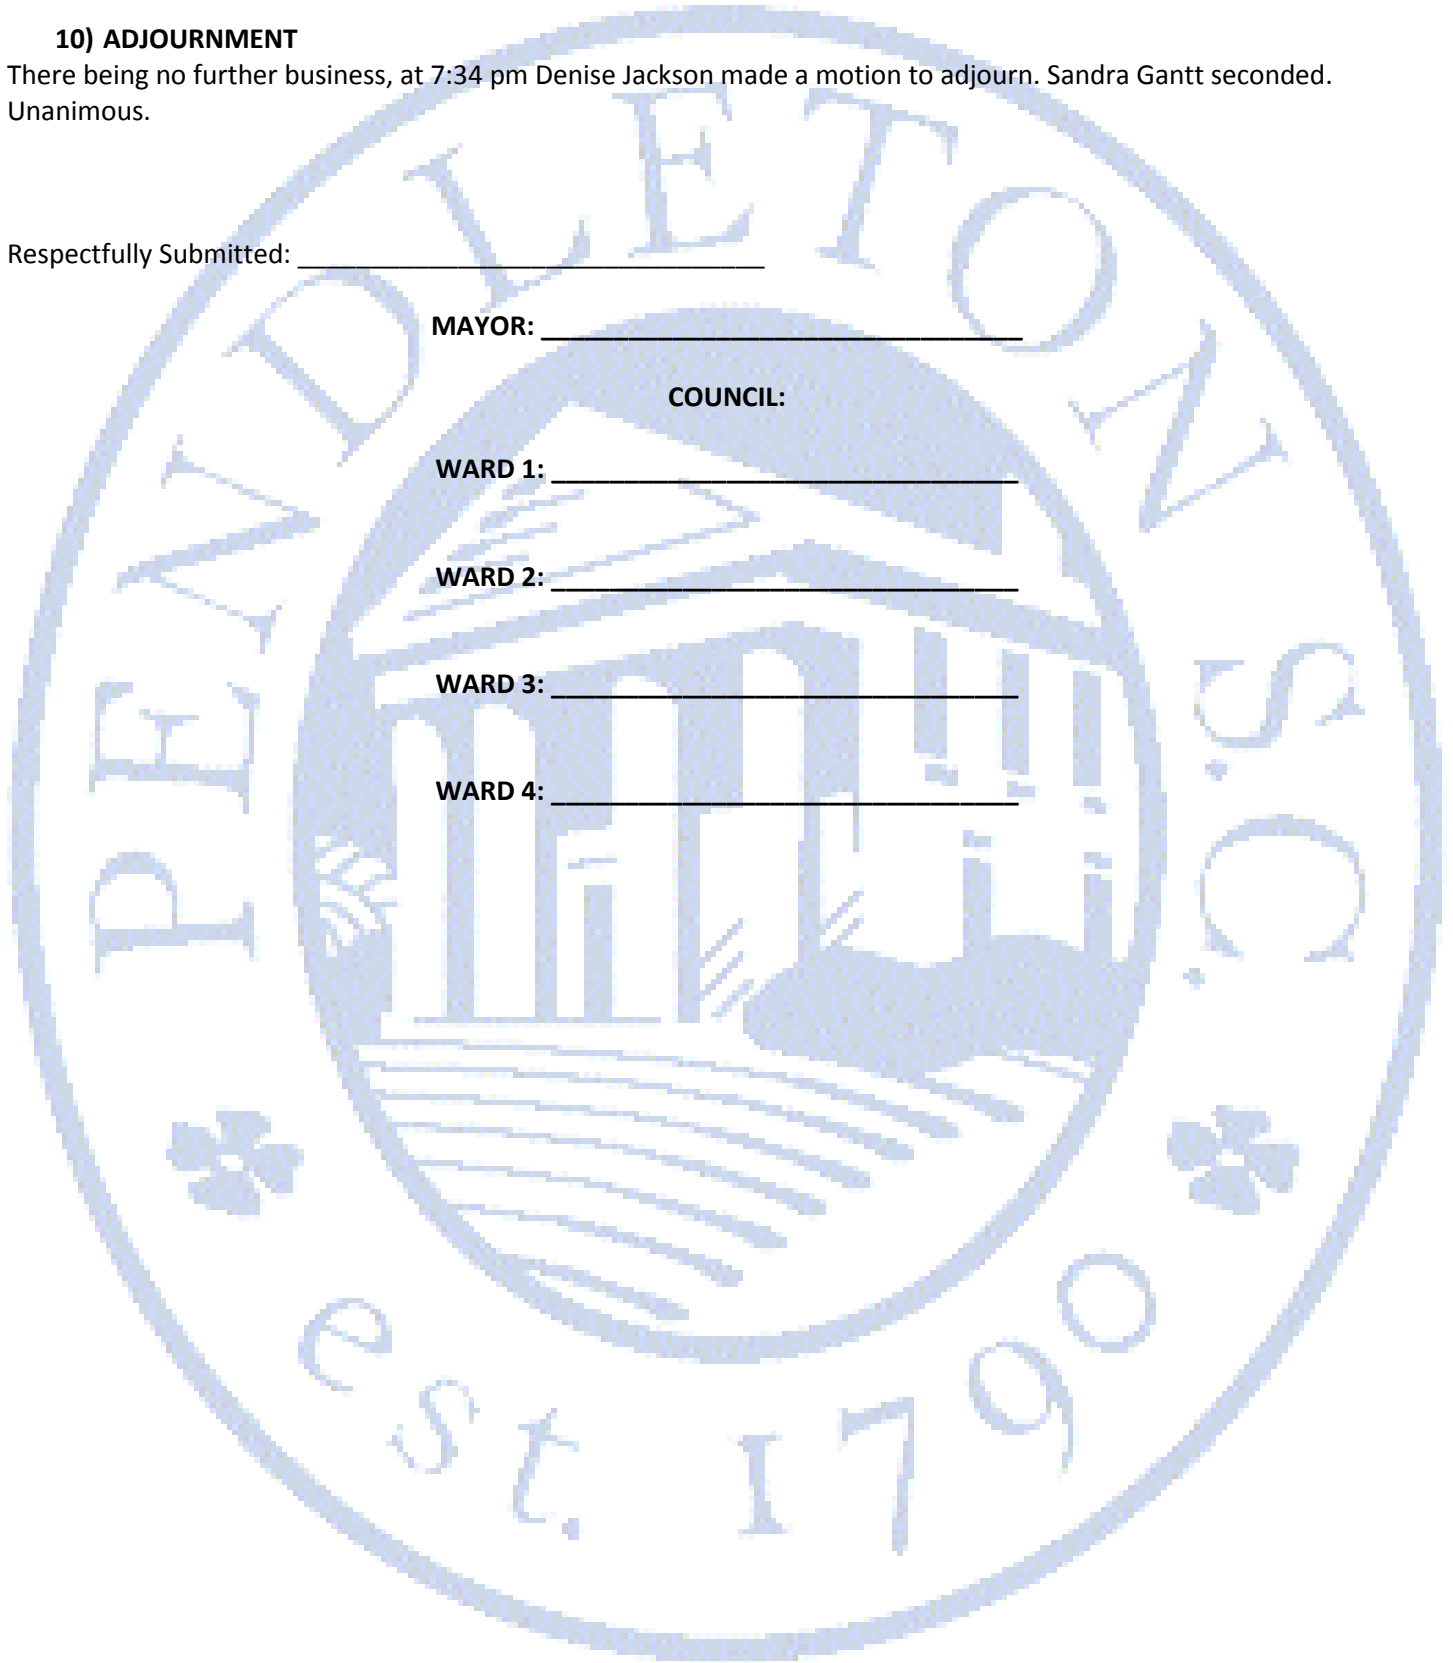 10) ADJOURNMENT
There being no further business, at 7:34 pm Denise Jackson made a motion to adjourn. Sandra Gantt seconded.
Unanimous.
Respectfully Submitted: ________________________________
MAYOR: _________________________________
COUNCIL:
WARD 1: ________________________________
WARD 2: ________________________________
WARD 3: ________________________________
WARD 4: ________________________________
PENDLETON S.C.
est. 1790